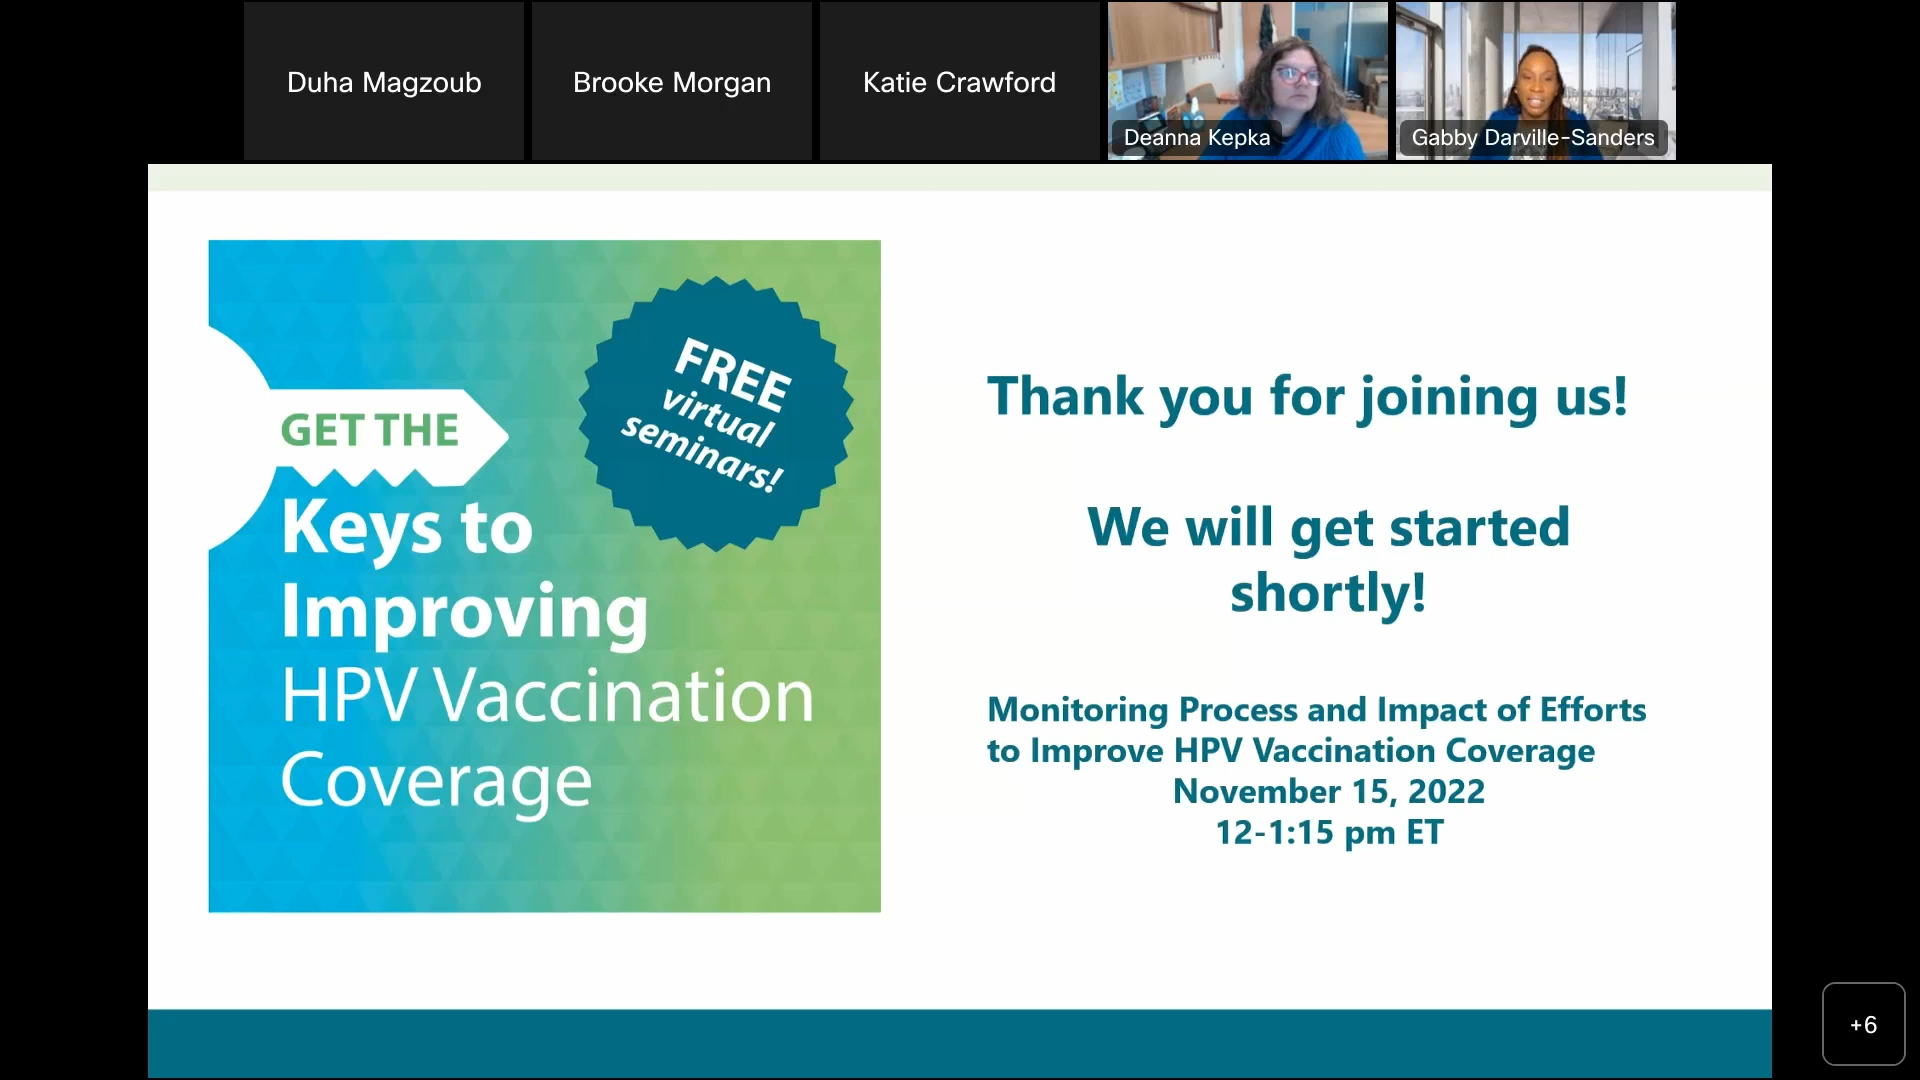 Duha Magzoub
Brooke Morgan
Katie Crawford
Deanna Kepka
Gabby Darville-Sanders
GET THE
Keys to
Improving
HPV Vaccination
Coverage
FREE
virtual
seminars!
Thank you for joining us!
We will get started
shortly!
Monitoring Process and Impact of Efforts
to Improve HPV Vaccination Coverage
November 15, 2022
12-1:15 pm ET
+6